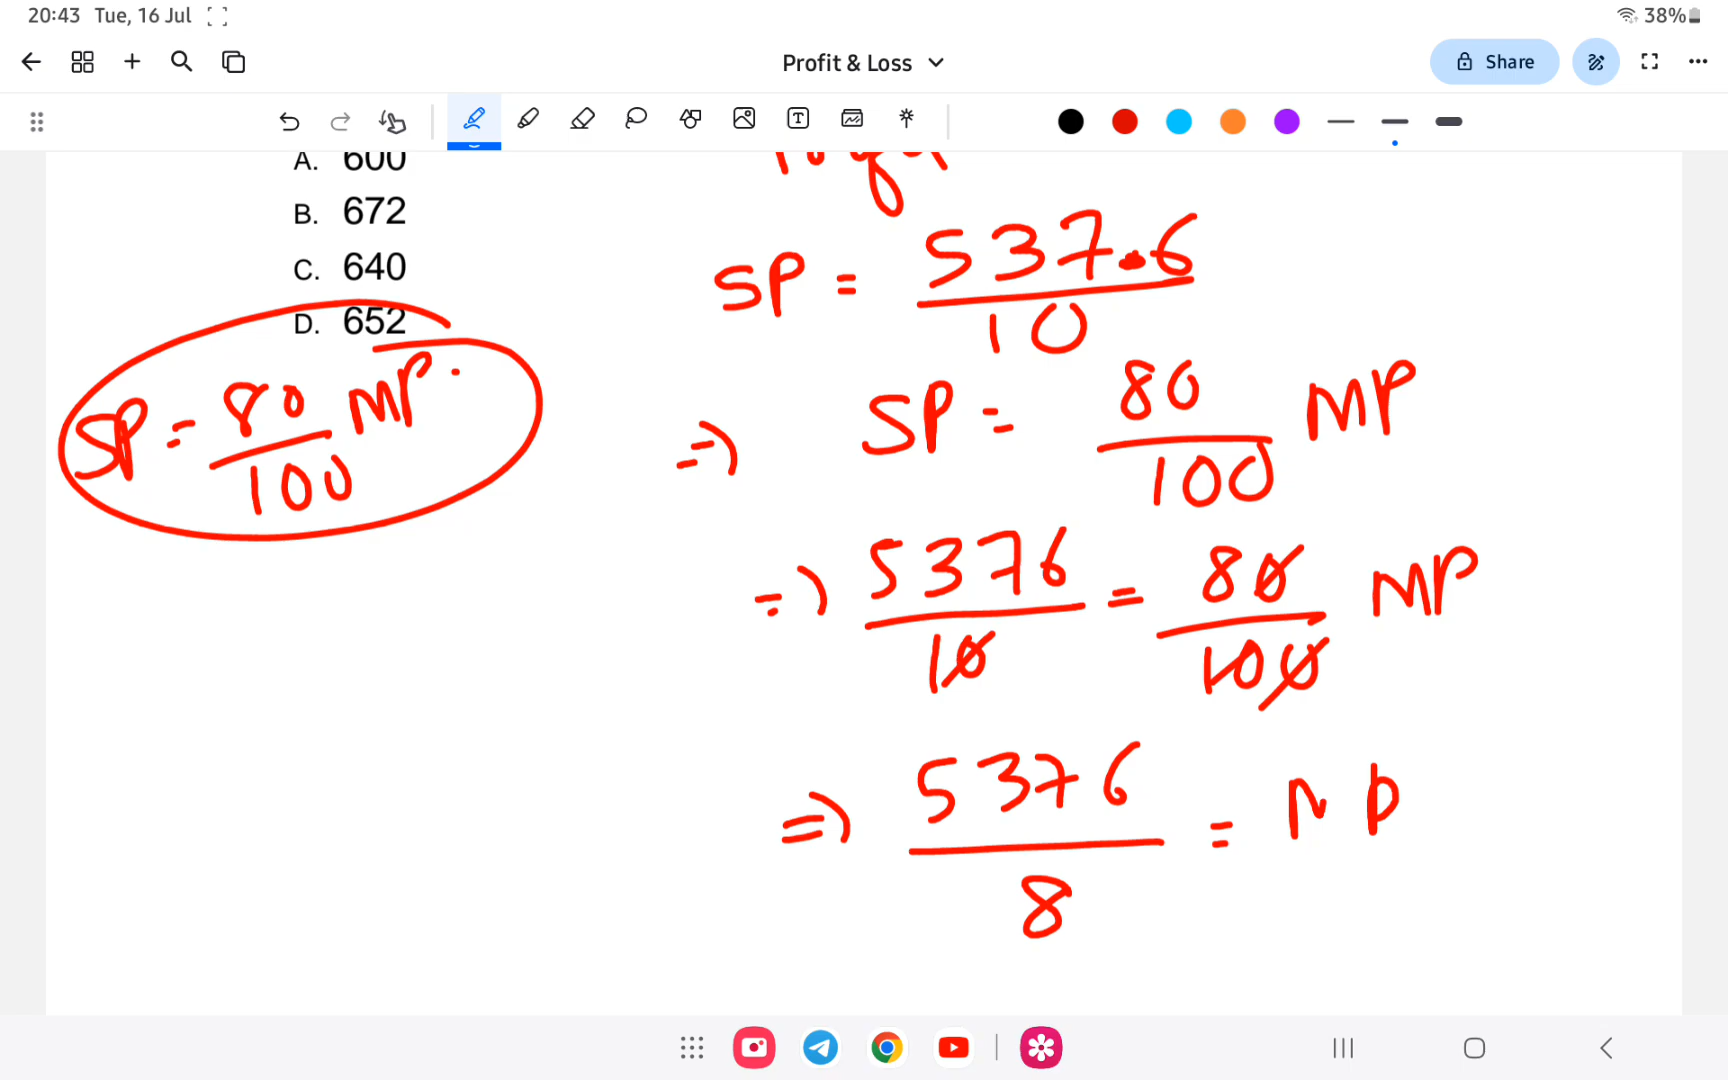 20:43 Tue, 16 Jul 38%
Profit & Loss Share
T
A. 600
B. 672
C. 640
D. 652
SP = 80/100 MP.
SP = 537.6/10
=> SP = 80/100 MP
=> 5376/10 = 80/100 MP
=> 5376/8 = MP